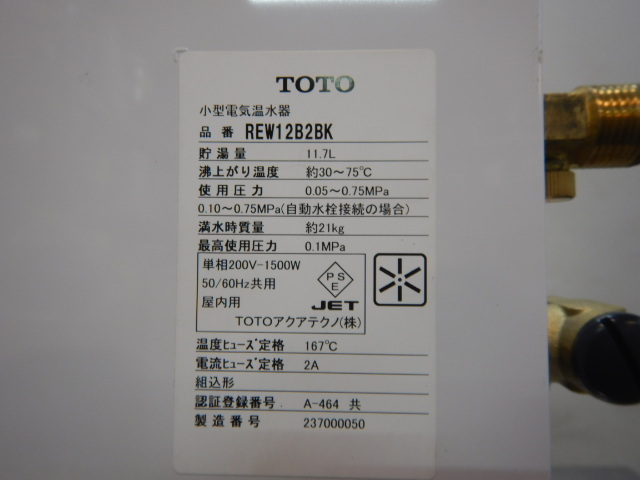 TOTO
小型電気温水器
品番 REW12B2BK
貯湯量 11.7L
沸上がり温度 約30～75℃
使用圧力 0.05～0.75MPa
0.10～0.75MPa(自動水栓接続の場合)
満水時質量 約21kg
最高使用圧力 0.1MPa
単相200V-1500W
50/60Hz共用
屋内用
PS
E
JET
TOTOアクアテクノ(株)
温度ﾋｭｰｽﾞ定格 167℃
電流ﾋｭｰｽﾞ定格 2A
組込形
認証登録番号 A-464 共
製造番号 237000050